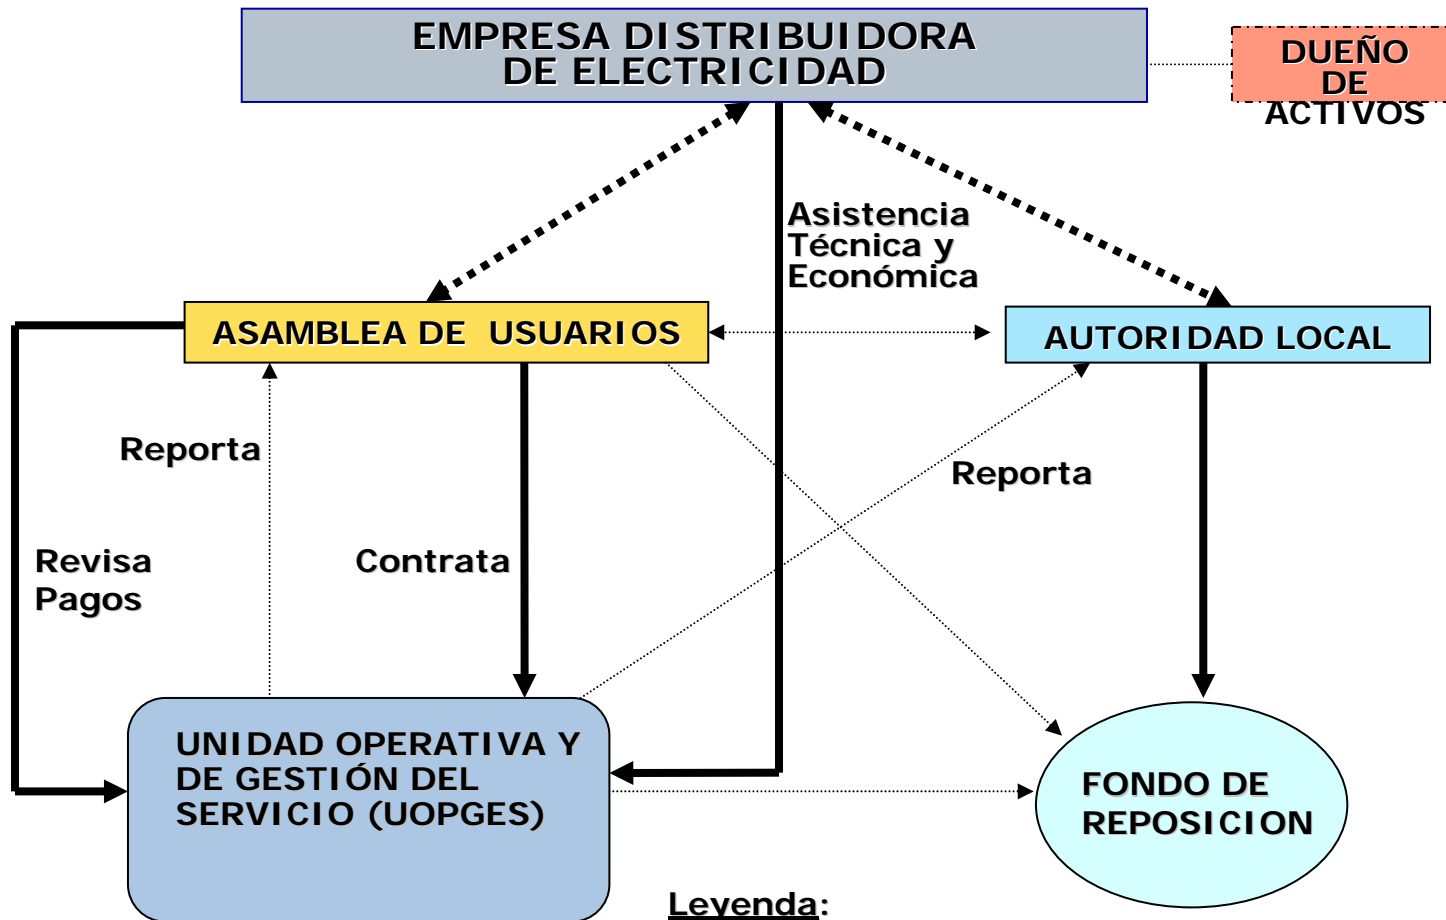 EMPRESA DISTRIBUIDORA
DE ELECTRICIDAD
DUEÑO
DE
ACTIVOS
Asistencia
Técnica y
Económica
ASAMBLEA DE USUARIOS
AUTORIDAD LOCAL
Reporta
Reporta
Revisa
Pagos
Contrata
UNIDAD OPERATIVA Y
DE GESTIÓN DEL
SERVICIO (UOPGES)
FONDO DE
REPOSICION
Leyenda: